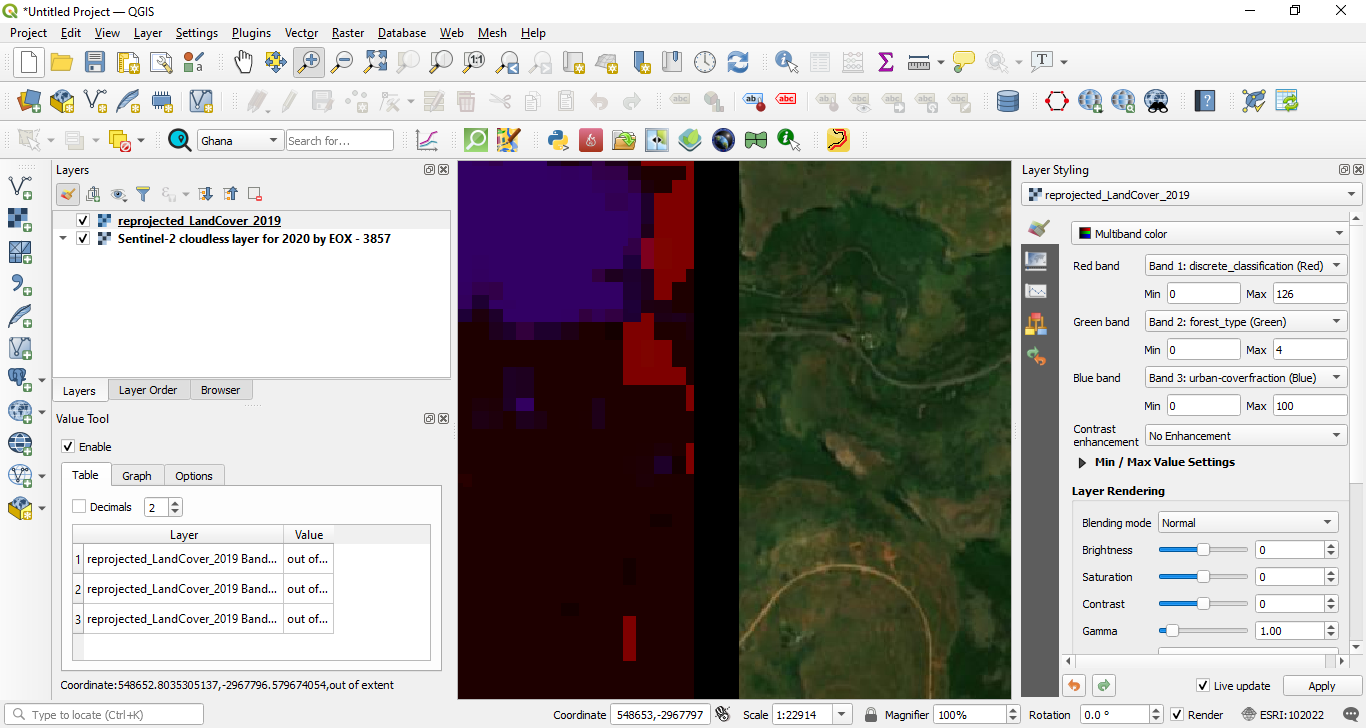 *Untitled Project — QGIS
Project Edit View Layer Settings Plugins Vector Raster Database Web Mesh Help
Ghana Search for...
Layers
reprojected_LandCover_2019
Sentinel-2 cloudless layer for 2020 by EOX - 3857
Layers Layer Order Browser
Value Tool
Enable
Table Graph Options
Decimals 2
Layer Value
1 reprojected_LandCover_2019 Band... out of...
2 reprojected_LandCover_2019 Band... out of...
3 reprojected_LandCover_2019 Band... out of...
Coordinate:548652.8035305137,-2967796.579674054,out of extent
Layer Styling
reprojected_LandCover_2019
Multiband color
Red band Band 1: discrete_classification (Red)
Min 0 Max 126
Green band Band 2: forest_type (Green)
Min 0 Max 4
Blue band Band 3: urban-coverfraction (Blue)
Min 0 Max 100
Contrast
enhancement No Enhancement
Min / Max Value Settings
Layer Rendering
Blending mode Normal
Brightness 0
Saturation 0
Contrast 0
Gamma 1.00
Live update Apply
Type to locate (Ctrl+K) Coordinate 548653,-2967797 Scale 1:22914 Magnifier 100% Rotation 0.0 ° Render ESRI:102022